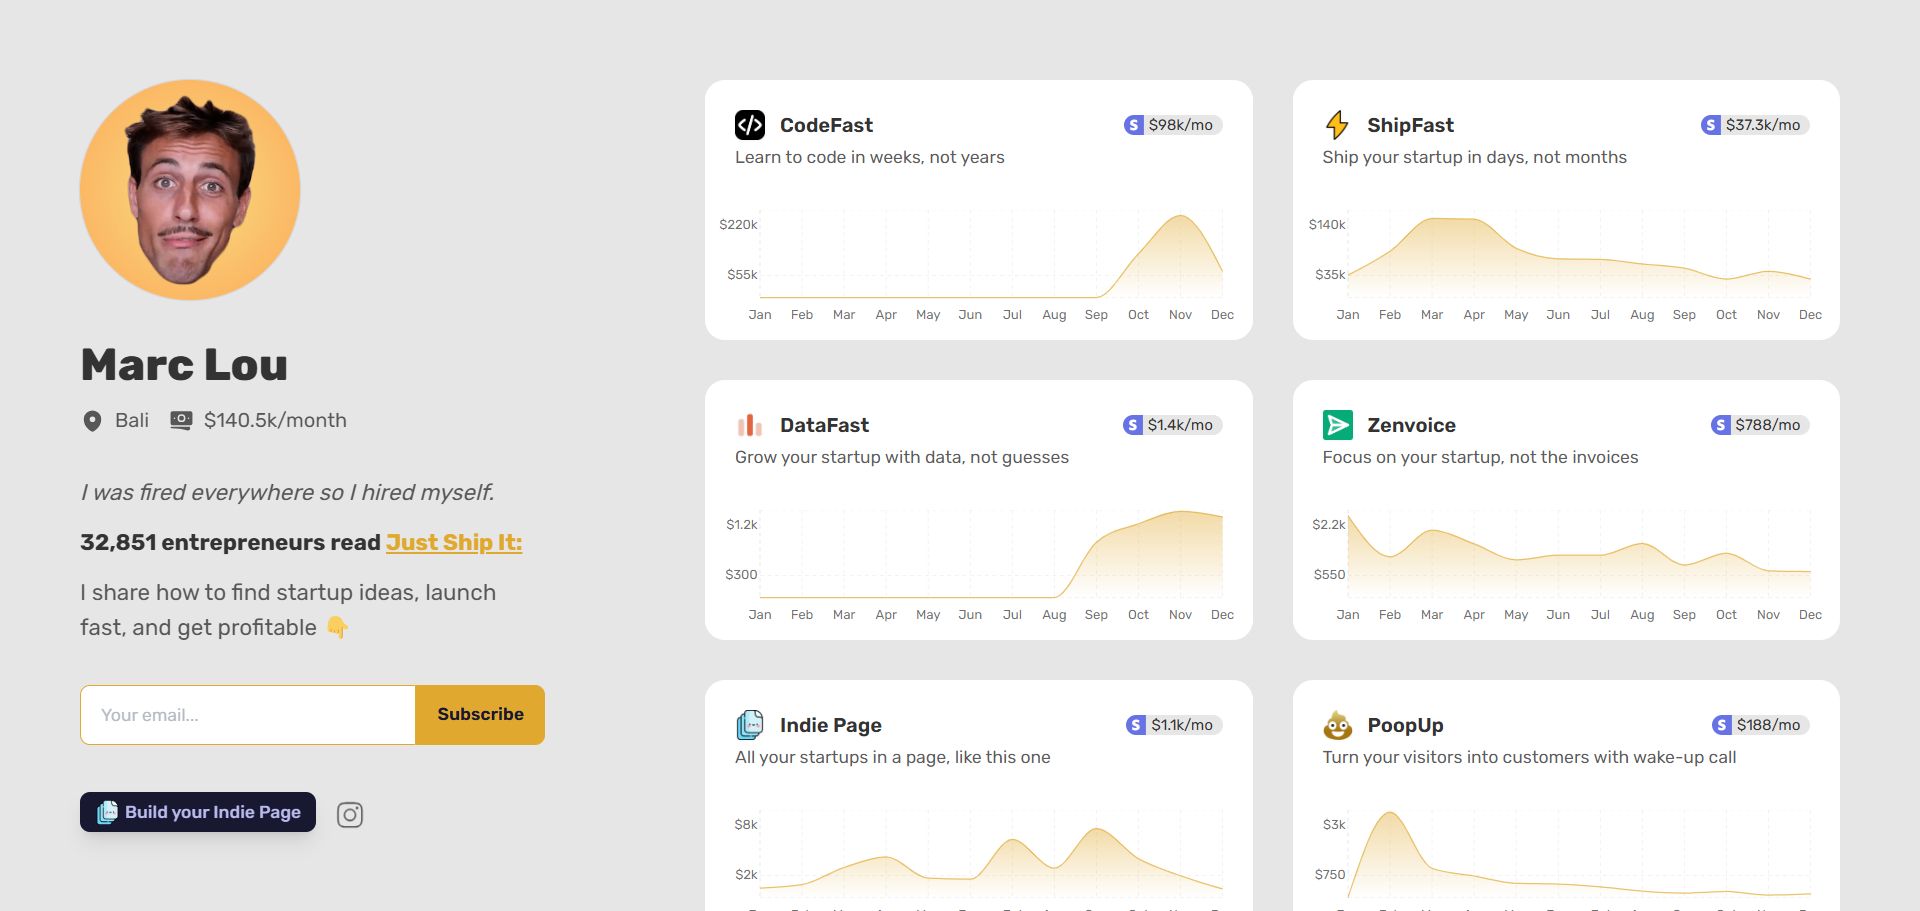 Marc Lou
Bali
$140.5k/month
I was fired everywhere so I hired myself.
32,851 entrepreneurs read Just Ship It:
I share how to find startup ideas, launch
fast, and get profitable 👇
Your email...
Subscribe
Build your Indie Page
CodeFast
S $98k/mo
Learn to code in weeks, not years
$220k
$55k
Jan Feb Mar Apr May Jun Jul Aug Sep Oct Nov Dec
ShipFast
S $37.3k/mo
Ship your startup in days, not months
$140k
$35k
Jan Feb Mar Apr May Jun Jul Aug Sep Oct Nov Dec
DataFast
S $1.4k/mo
Grow your startup with data, not guesses
$1.2k
$300
Jan Feb Mar Apr May Jun Jul Aug Sep Oct Nov Dec
Zenvoice
S $788/mo
Focus on your startup, not the invoices
$2.2k
$550
Jan Feb Mar Apr May Jun Jul Aug Sep Oct Nov Dec
Indie Page
S $1.1k/mo
All your startups in a page, like this one
$8k
$2k
PoopUp
S $188/mo
Turn your visitors into customers with wake-up call
$3k
$750